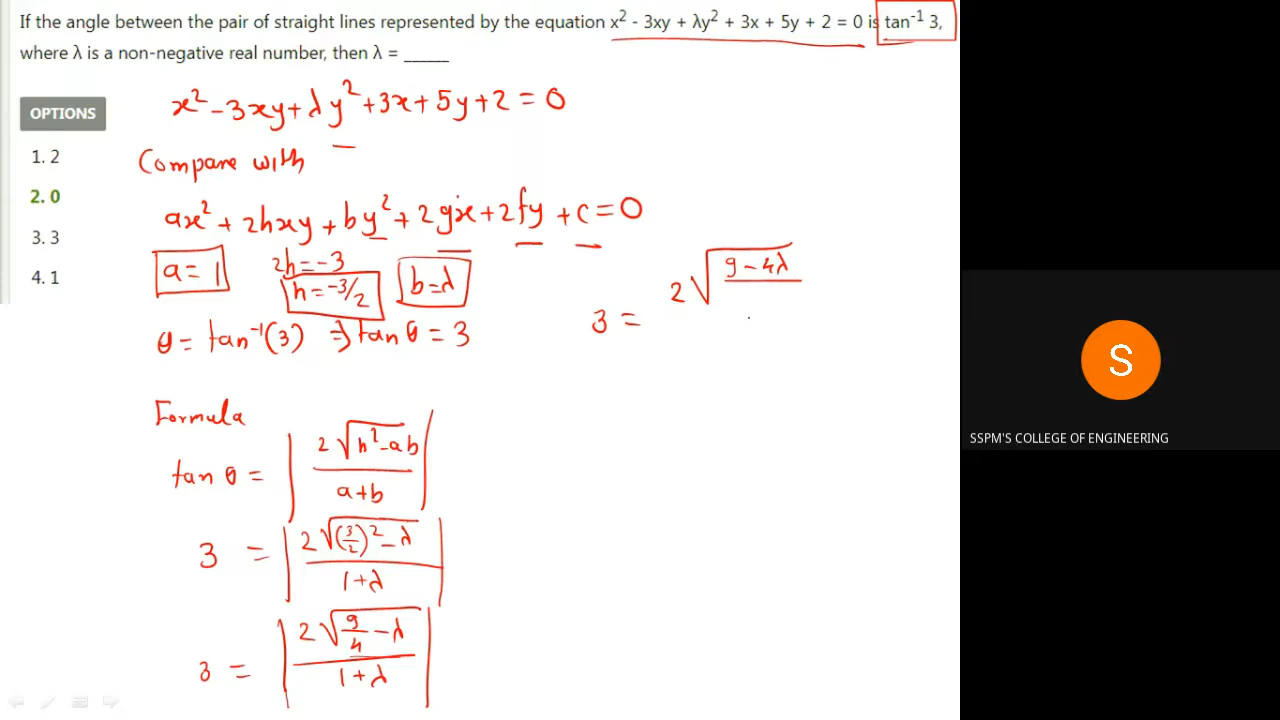 If the angle between the pair of straight lines represented by the equation x² - 3xy + λy² + 3x + 5y + 2 = 0 is tan⁻¹ 3,
where λ is a non-negative real number, then λ = ______
OPTIONS
1. 2
2. 0
3. 3
4. 1
x² - 3xy + λy² + 3x + 5y + 2 = 0
Compare with
ax² + 2hxy + by² + 2gx + 2fy + c = 0
a = 1 2h = -3 b = λ
h = -3/2
θ = tan⁻¹(3) ⇒ tan θ = 3
Formula
tan θ = | 2√(h² - ab) / a+b |
3 = | 2√((3/2)² - λ) / 1+λ |
3 = | 2√(9/4 - λ) / 1+λ |
3 = 2√(9 - 4λ
S
SSPM'S COLLEGE OF ENGINEERING